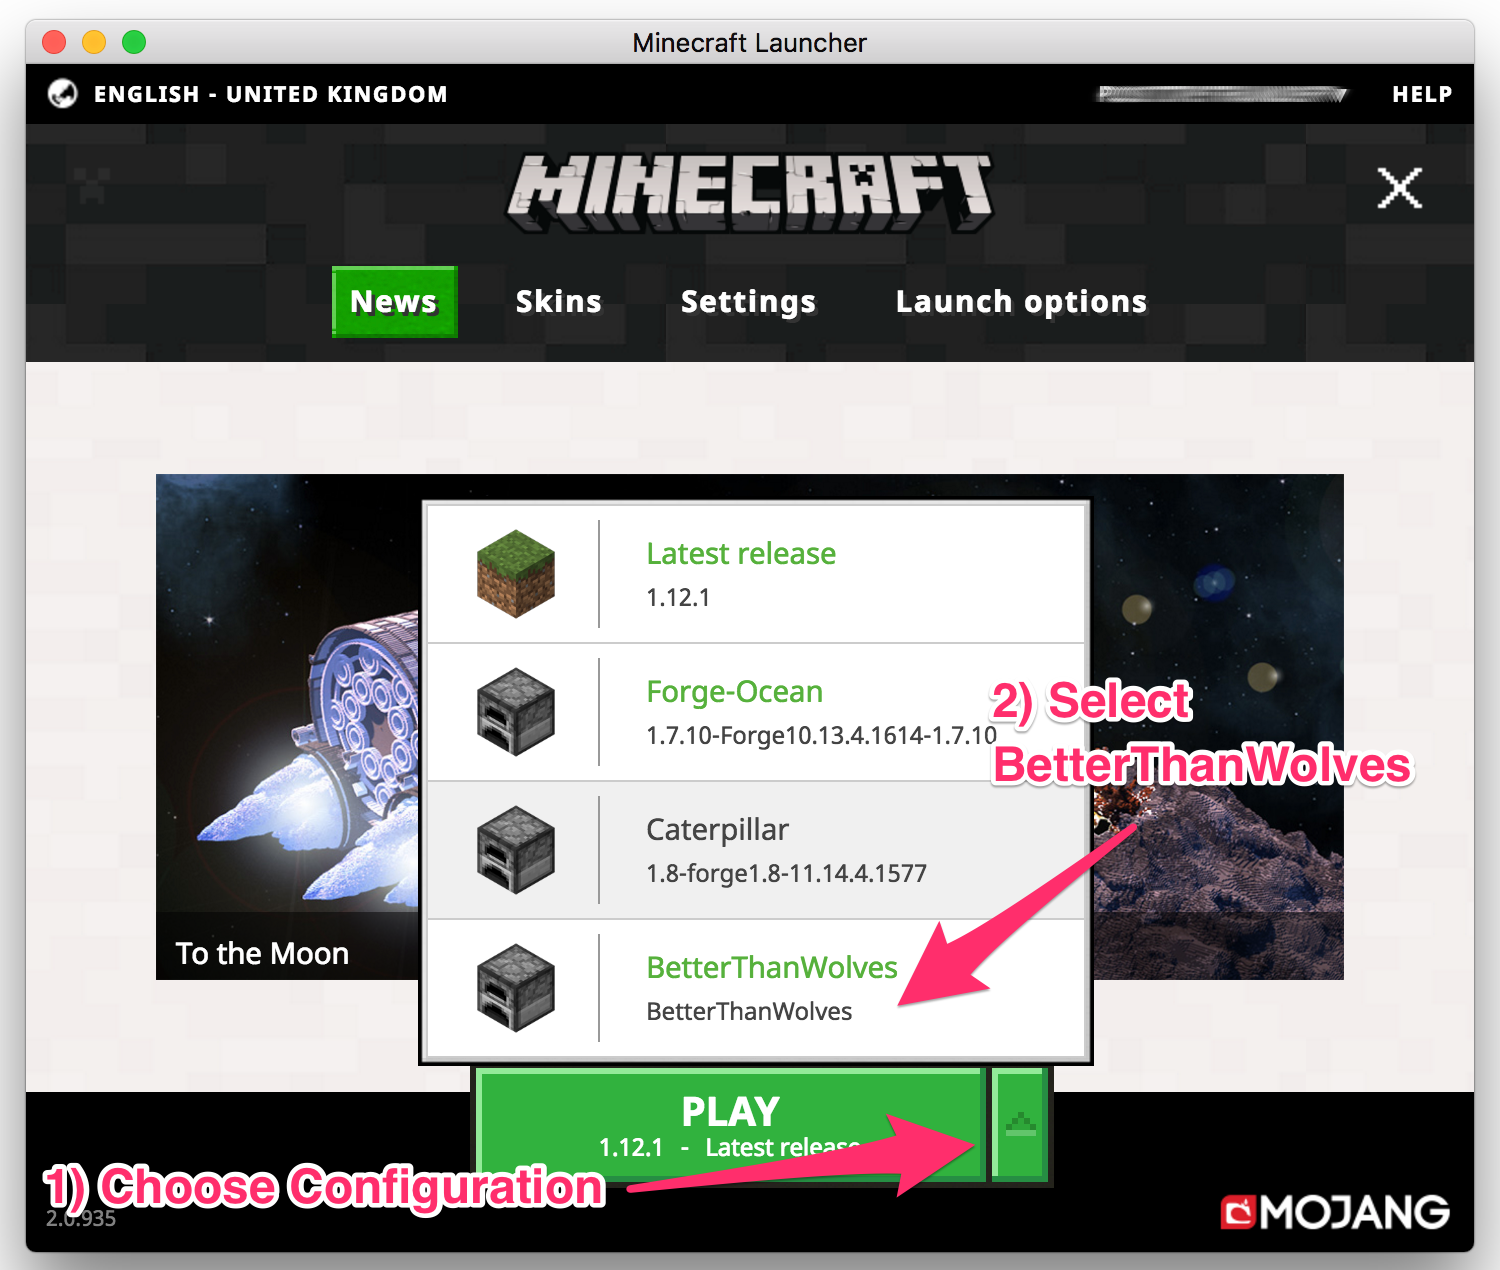 Minecraft Launcher
ENGLISH - UNITED KINGDOM
HELP
MINECRAFT
News
Skins
Settings
Launch options
Latest release
1.12.1
Forge-Ocean
1.7.10-Forge10.13.4.1614-1.7.10
2) Select
BetterThanWolves
Caterpillar
1.8-forge1.8-11.14.4.1577
To the Moon
BetterThanWolves
BetterThanWolves
PLAY
1.12.1 - Latest release
1) Choose Configuration
2.0.935
MOJANG